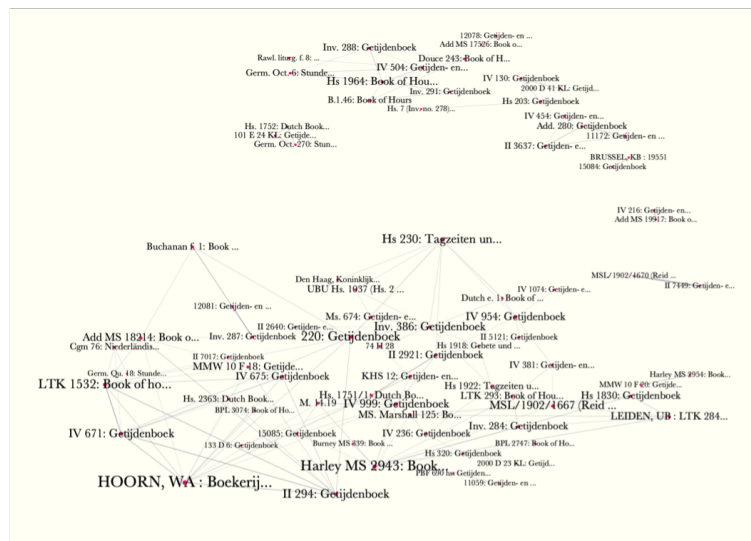 12078: Getijden- en ...
Add MS 17526: Book o...
Inv. 288: Getijdenboek
Rawl. liturg. f. 8: ...
Douce 243: Book of H...
IV 504: Getijden- en...
Germ. Oct. 6: Stunde...
Hs 1964: Book of Hou...
IV 130: Getijdenboek
2000 D 41 KL: Getijd...
Inv. 291: Getijdenboek
B.1.46: Book of Hours
Hs 203: Getijdenboek
Hs. 7 (Inv. no. 278)...
IV 454: Getijden- en...
Hs. 1752: Dutch Book...
Add. 280: Getijdenboek
101 E 24 KL: Getijde...
11172: Getijden- en ...
Germ. Oct. 270: Stun...
II 3637: Getijden- e...
BRUSSEL, KB : 19551
15084: Getijdenboek
IV 216: Getijden- en...
Add MS 19917: Book o...
Hs 230: Tagzeiten un...
Buchanan f. 1: Book ...
MSL/1902/1670 (Reid ...
Den Haag, Koninklijk...
II 7449: Getijden- e...
UBU Hs. 1037 (Hs. 2 ...
IV 1074: Getijden- e...
Dutch e. 1: Book of ...
12081: Getijden- en ...
Ms. 674: Getijden- e...
IV 954: Getijdenboek
II 2640: Getijden- e...
Inv. 386: Getijdenboek
Add MS 18214: Book o...
Inv. 287: Getijdenboek
220: Getijdenboek
II 5121: Getijdenboek
Cgm 76: Niederländis...
74 H 28
Hs 1918: Gebete und ...
II 7017: Getijdenboek
II 2921: Getijdenboek
MMW 10 F 18: Getijde...
IV 381: Getijdenboek
Germ. Qu. 18: Stunde...
IV 675: Getijdenboek
KHS 12: Getijden- en...
Harley MS 2954: Book...
LTK 1532: Book of ho...
Hs 1922: Tagzeiten u...
MMW 10 F 20: Getijde...
Hs. 2363: Dutch Book...
Hs. 1751/1: Dutch Bo...
LTK 293: Book of Hou...
Hs 1830: Getijdenboek
M. 11.19
IV 999: Getijdenboek
MSL/1902/1667 (Reid ...
BPL 3074: Book of Ho...
MS. Marshall 125: Bo...
LEIDEN, UB : LTK 284...
Inv. 284: Getijdenboek
IV 671: Getijdenboek
15085: Getijdenboek
IV 236: Getijdenboek
133 D 6: Getijdenboek
Burney MS 339: Book ...
BPL 2747: Book of Ho...
Hs 320: Getijdenboek
Harley MS 2943: Book...
2000 D 23 KL: Getijd...
Getijden...
HOORN, WA : Boekerij...
11059: Getijden- en ...
II 294: Getijdenboek